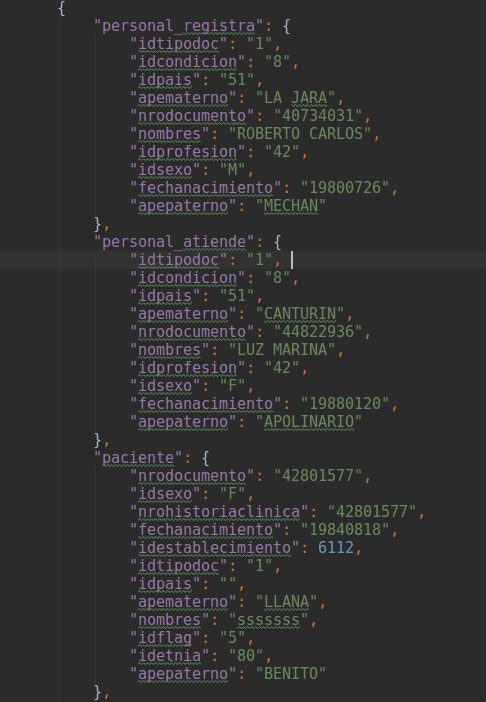 {
"personal_registra": {
"idtipodoc": "1",
"idcondicion": "8",
"idpais": "51",
"apematerno": "LA JARA",
"nrodocumento": "40734031",
"nombres": "ROBERTO CARLOS",
"idprofesion": "42",
"idsexo": "M",
"fechanacimiento": "19800726",
"apepaterno": "MECHAN"
},
"personal_atiende": {
"idtipodoc": "1",
"idcondicion": "8",
"idpais": "51",
"apematerno": "CANTURIN",
"nrodocumento": "44822936",
"nombres": "LUZ MARINA",
"idprofesion": "42",
"idsexo": "F",
"fechanacimiento": "19880120",
"apepaterno": "APOLINARIO"
},
"paciente": {
"nrodocumento": "42801577",
"idsexo": "F",
"nrohistoriaclinica": "42801577",
"fechanacimiento": "19840818",
"idestablecimiento": 6112,
"idtipodoc": "1",
"idpais": "",
"apematerno": "LLANA",
"nombres": "sssssss",
"idflag": "5",
"idetnia": "80",
"apepaterno": "BENITO"
},